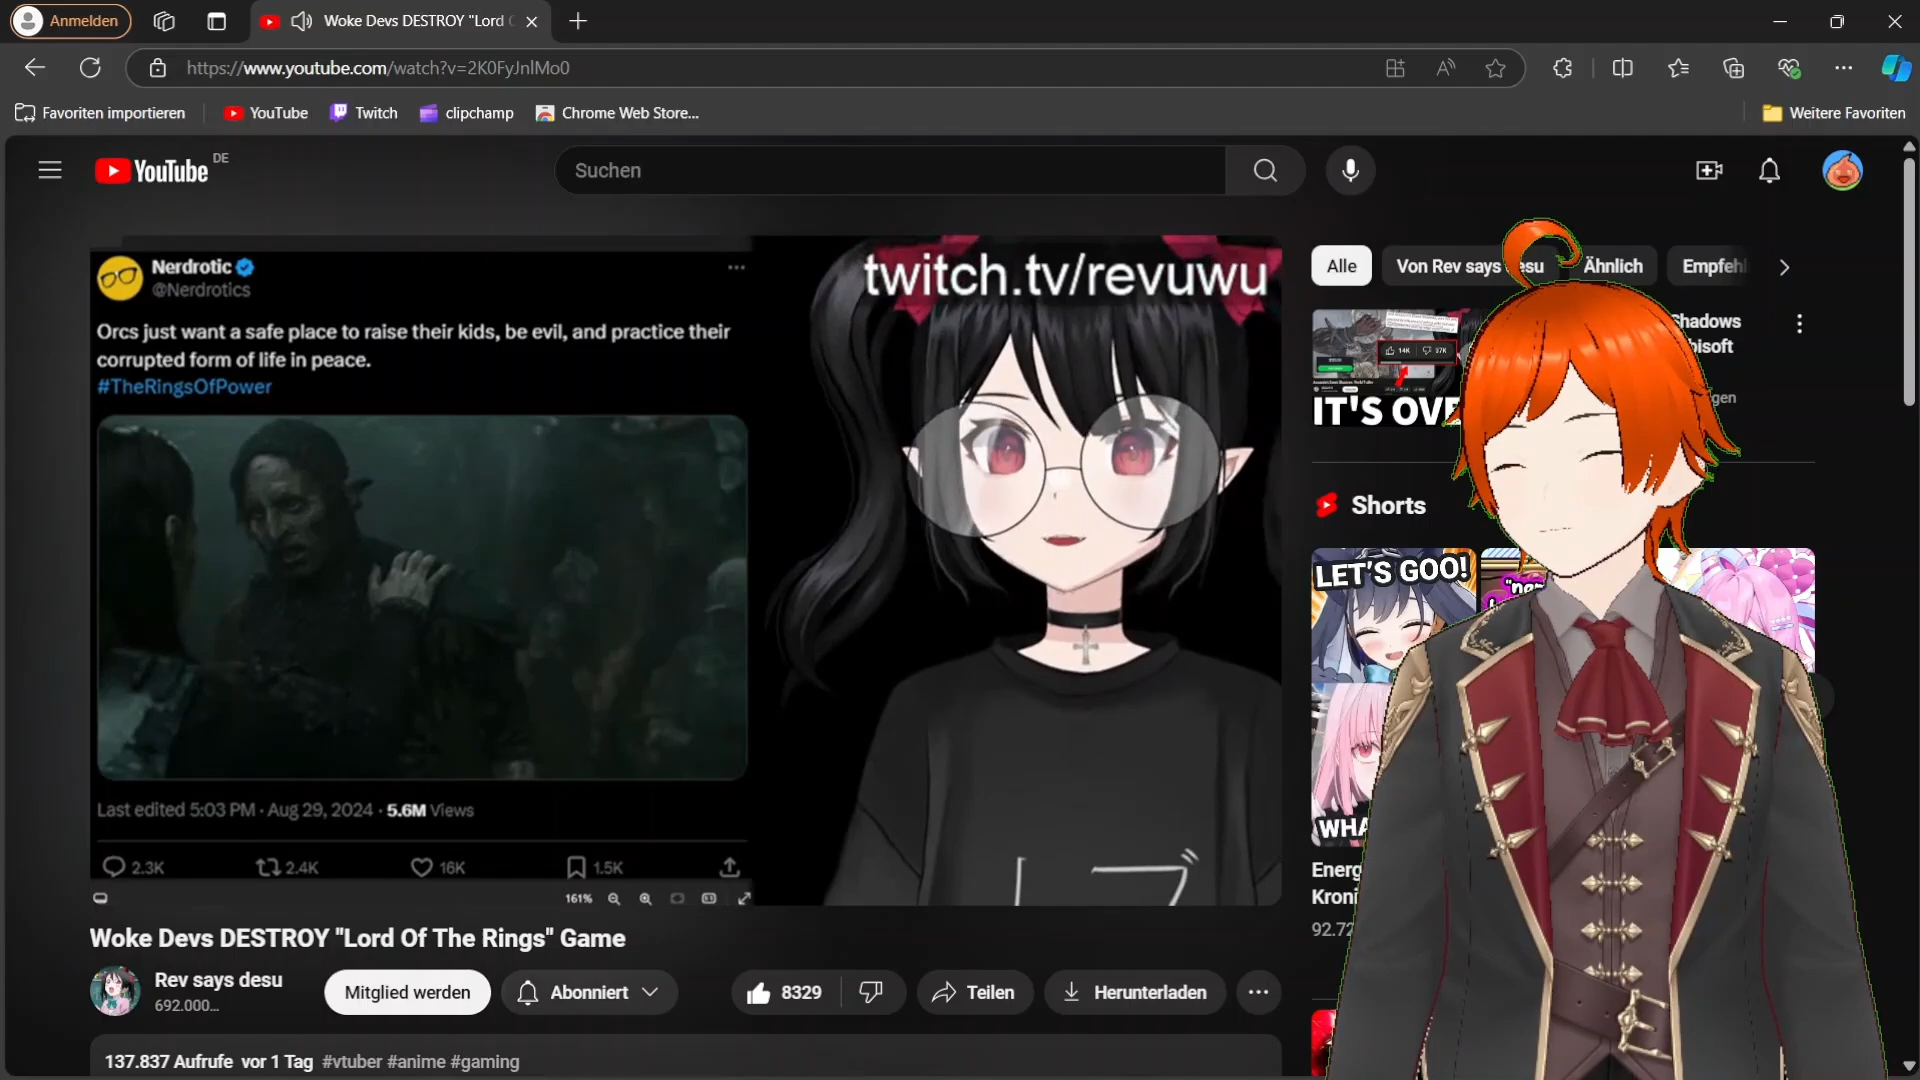 Anmelden
Woke Devs DESTROY "Lord
https://www.youtube.com/watch?v=2K0FyJnlMo0
Favoriten importieren
YouTube
Twitch
clipchamp
Chrome Web Store...
Weitere Favoriten
YouTube DE
Suchen
Nerdrotic
@Nerdrotics
Orcs just want a safe place to raise their kids, be evil, and practice their
corrupted form of life in peace.
#TheRingsOfPower
Last edited 5:03 PM · Aug 29, 2024 · 5.6M Views
2.3K
2.4K
16K
1.5K
161%
twitch.tv/revuwu
Alle
Von Rev says
Ähnlich
Shadows
14K
37K
IT'S
Shorts
LET'S GOO!
Woke Devs DESTROY "Lord Of The Rings" Game
Rev says desu
692.000...
Mitglied werden
Abonniert
8329
Teilen
Herunterladen
137.837 Aufrufe vor 1 Tag #vtuber #anime #gaming